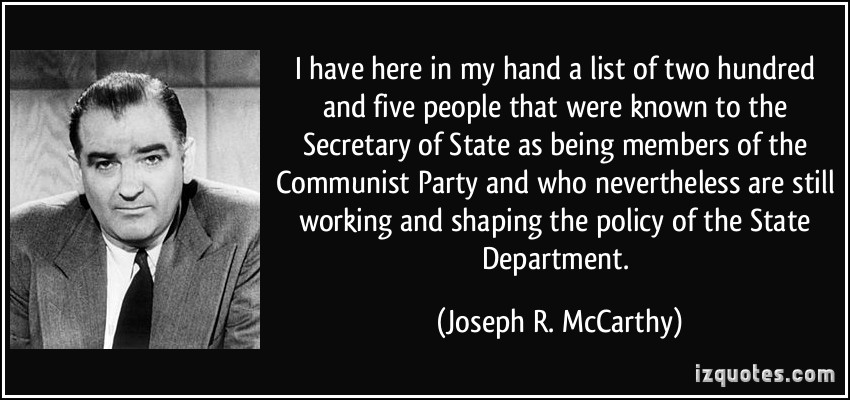 I have here in my hand a list of two hundred
and five people that were known to the
Secretary of State as being members of the
Communist Party and who nevertheless are still
working and shaping the policy of the State
Department.
(Joseph R. McCarthy)
izquotes.com